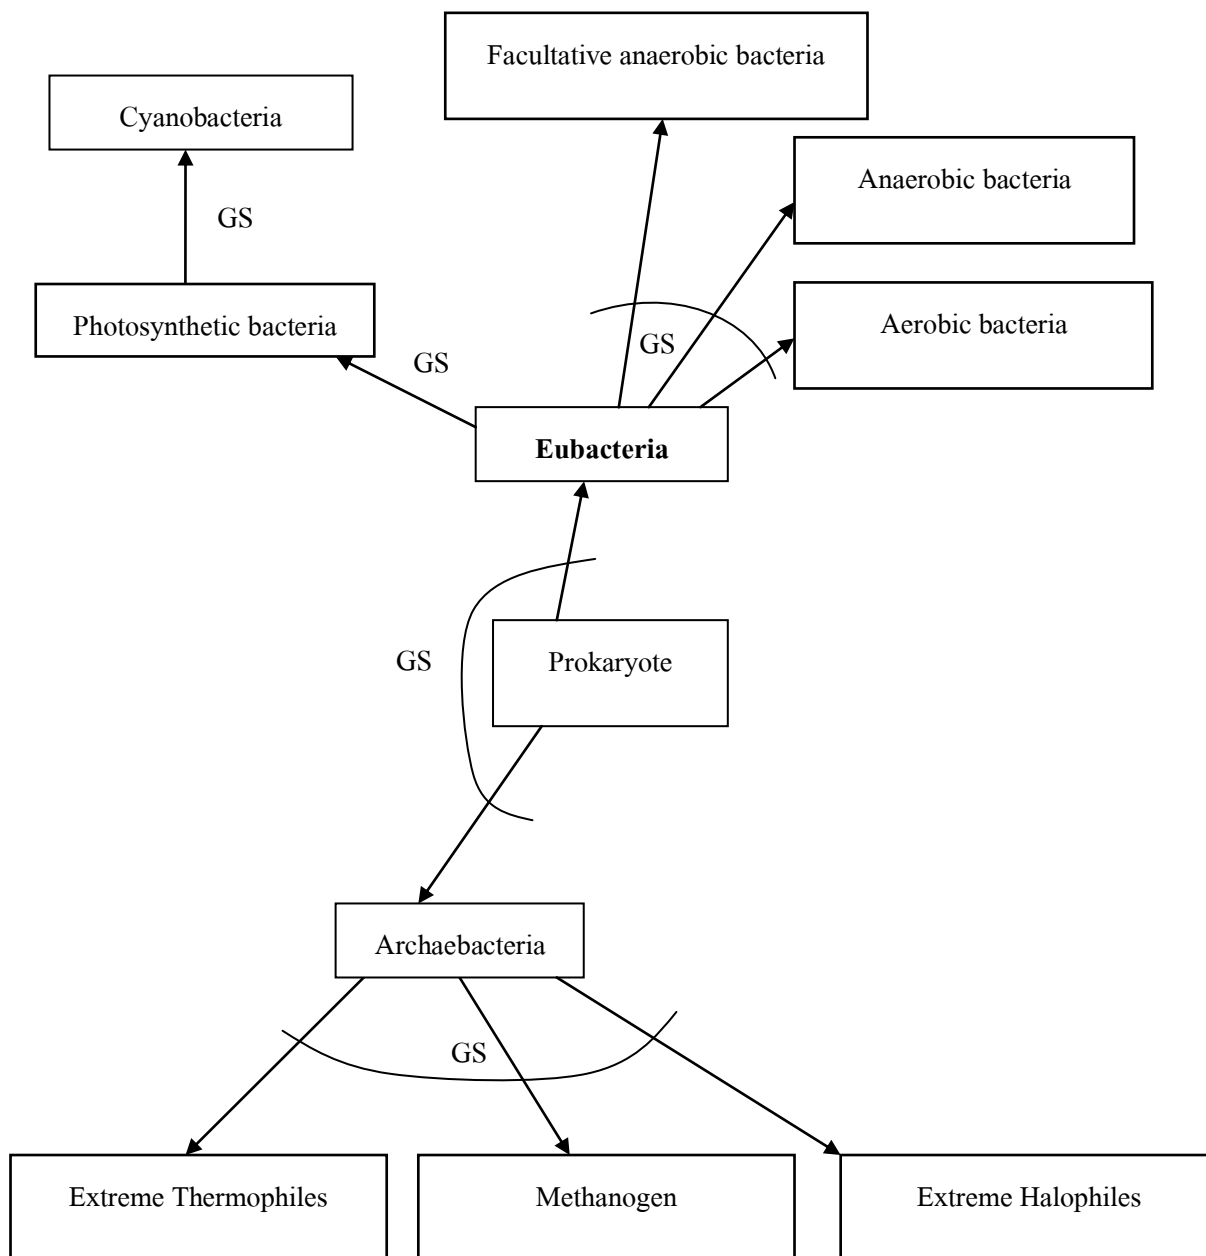 Facultative anaerobic bacteria
Cyanobacteria
Anaerobic bacteria
GS
Aerobic bacteria
Photosynthetic bacteria
GS
GS
Eubacteria
GS
Prokaryote
Archaebacteria
GS
Extreme Thermophiles
Methanogen
Extreme Halophiles